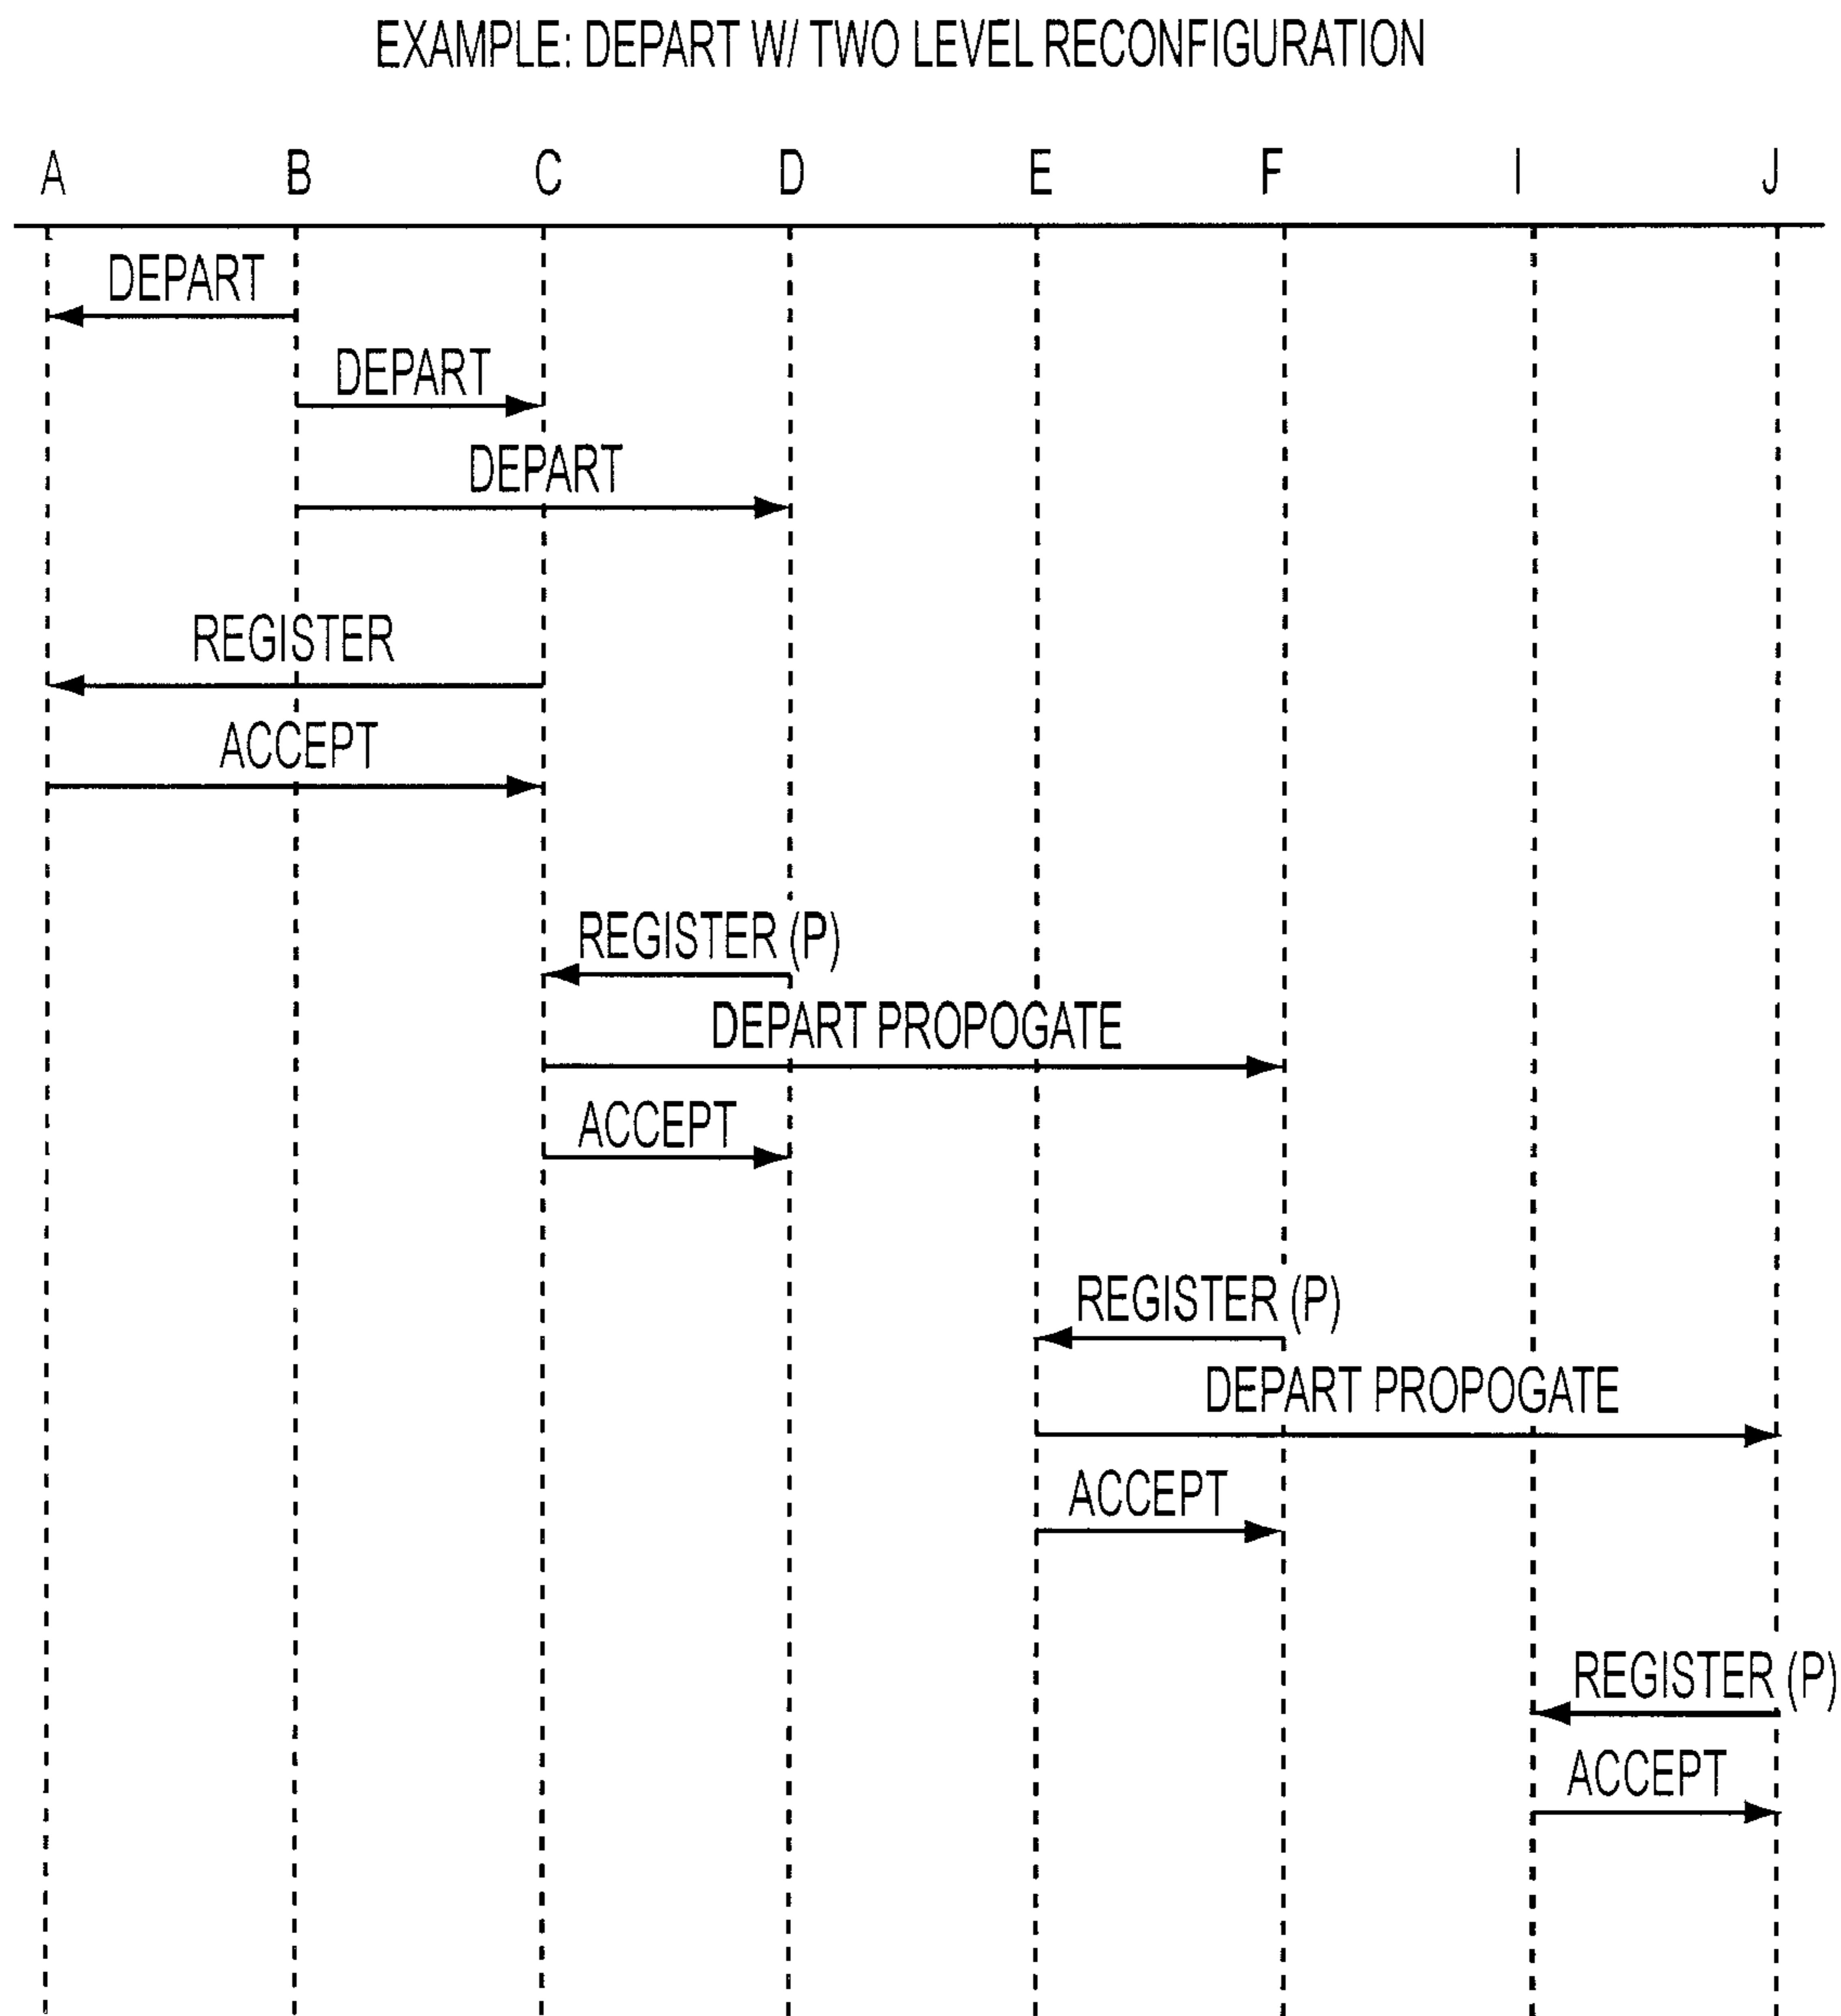 EXAMPLE: DEPART W/ TWO LEVEL RECONFIGURATION
A B C D E F I J
DEPART
DEPART
DEPART
REGISTER
ACCEPT
REGISTER (P)
DEPART PROPOGATE
ACCEPT
REGISTER (P)
DEPART PROPOGATE
ACCEPT
REGISTER (P)
ACCEPT